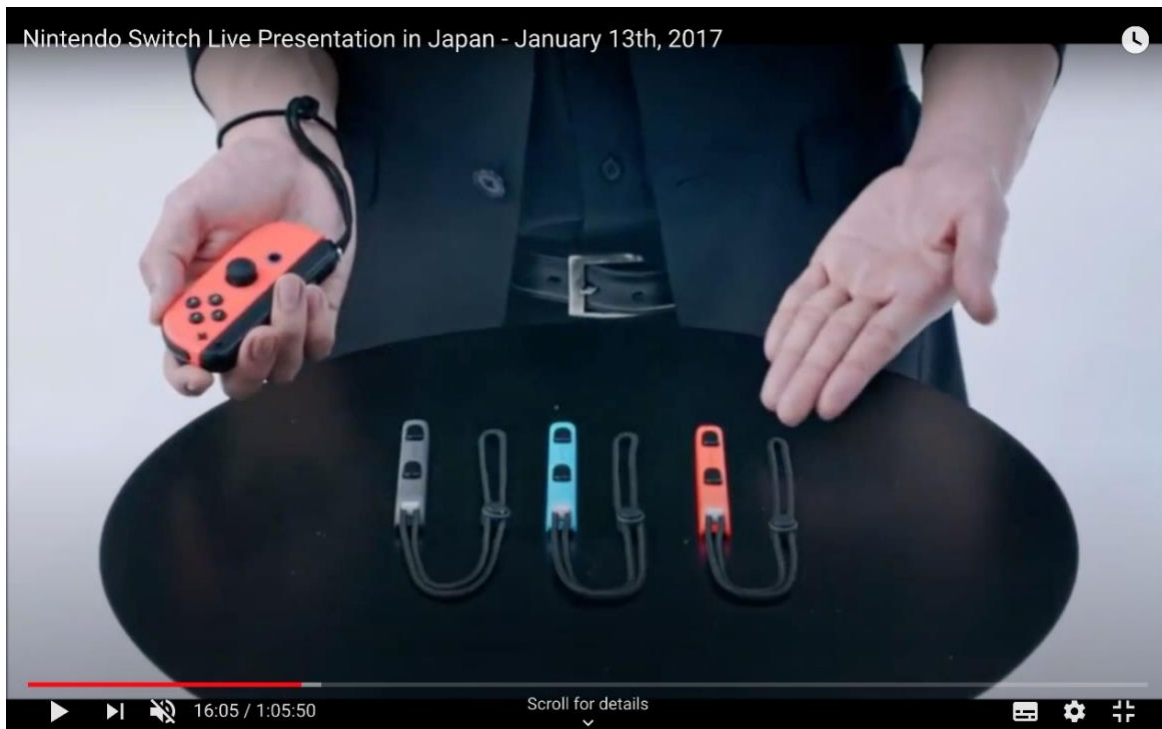 Nintendo Switch Live Presentation in Japan - January 13th, 2017
16:05 / 1:05:50
Scroll for details